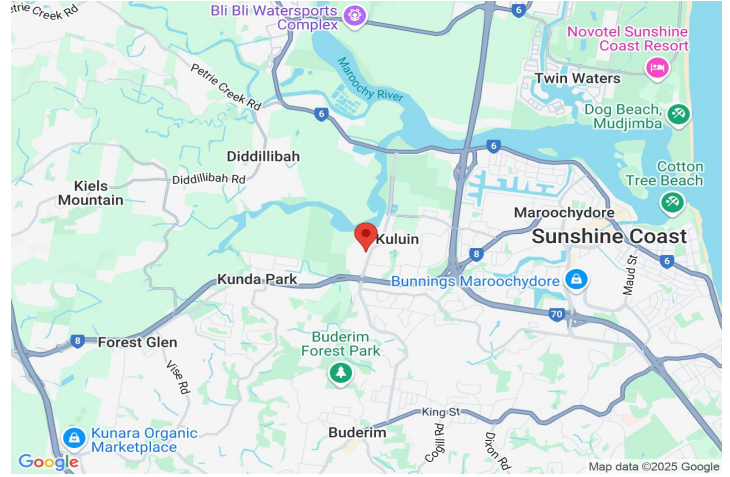 etrie Creek Rd
Bli Bli Watersports
Complex
6
Novotel Sunshine
Coast Resort
Petrie Creek Rd
Maroochy River
Twin Waters
6
Dog Beach,
Mudjimba
6
Diddillibah
Diddillibah Rd
Kiels
Mountain
Cotton
Tree Beach
Maroochydore
Kuluin
Sunshine Coast
8
Maud St
6
Kunda Park
Bunnings Maroochydore
70
8
Forest Glen
Buderim
Forest Park
Vise Rd
King St
Buderim
Cogill Rd
Dixon Rd
Kunara Organic
Marketplace
Google
Map data ©2025 Google